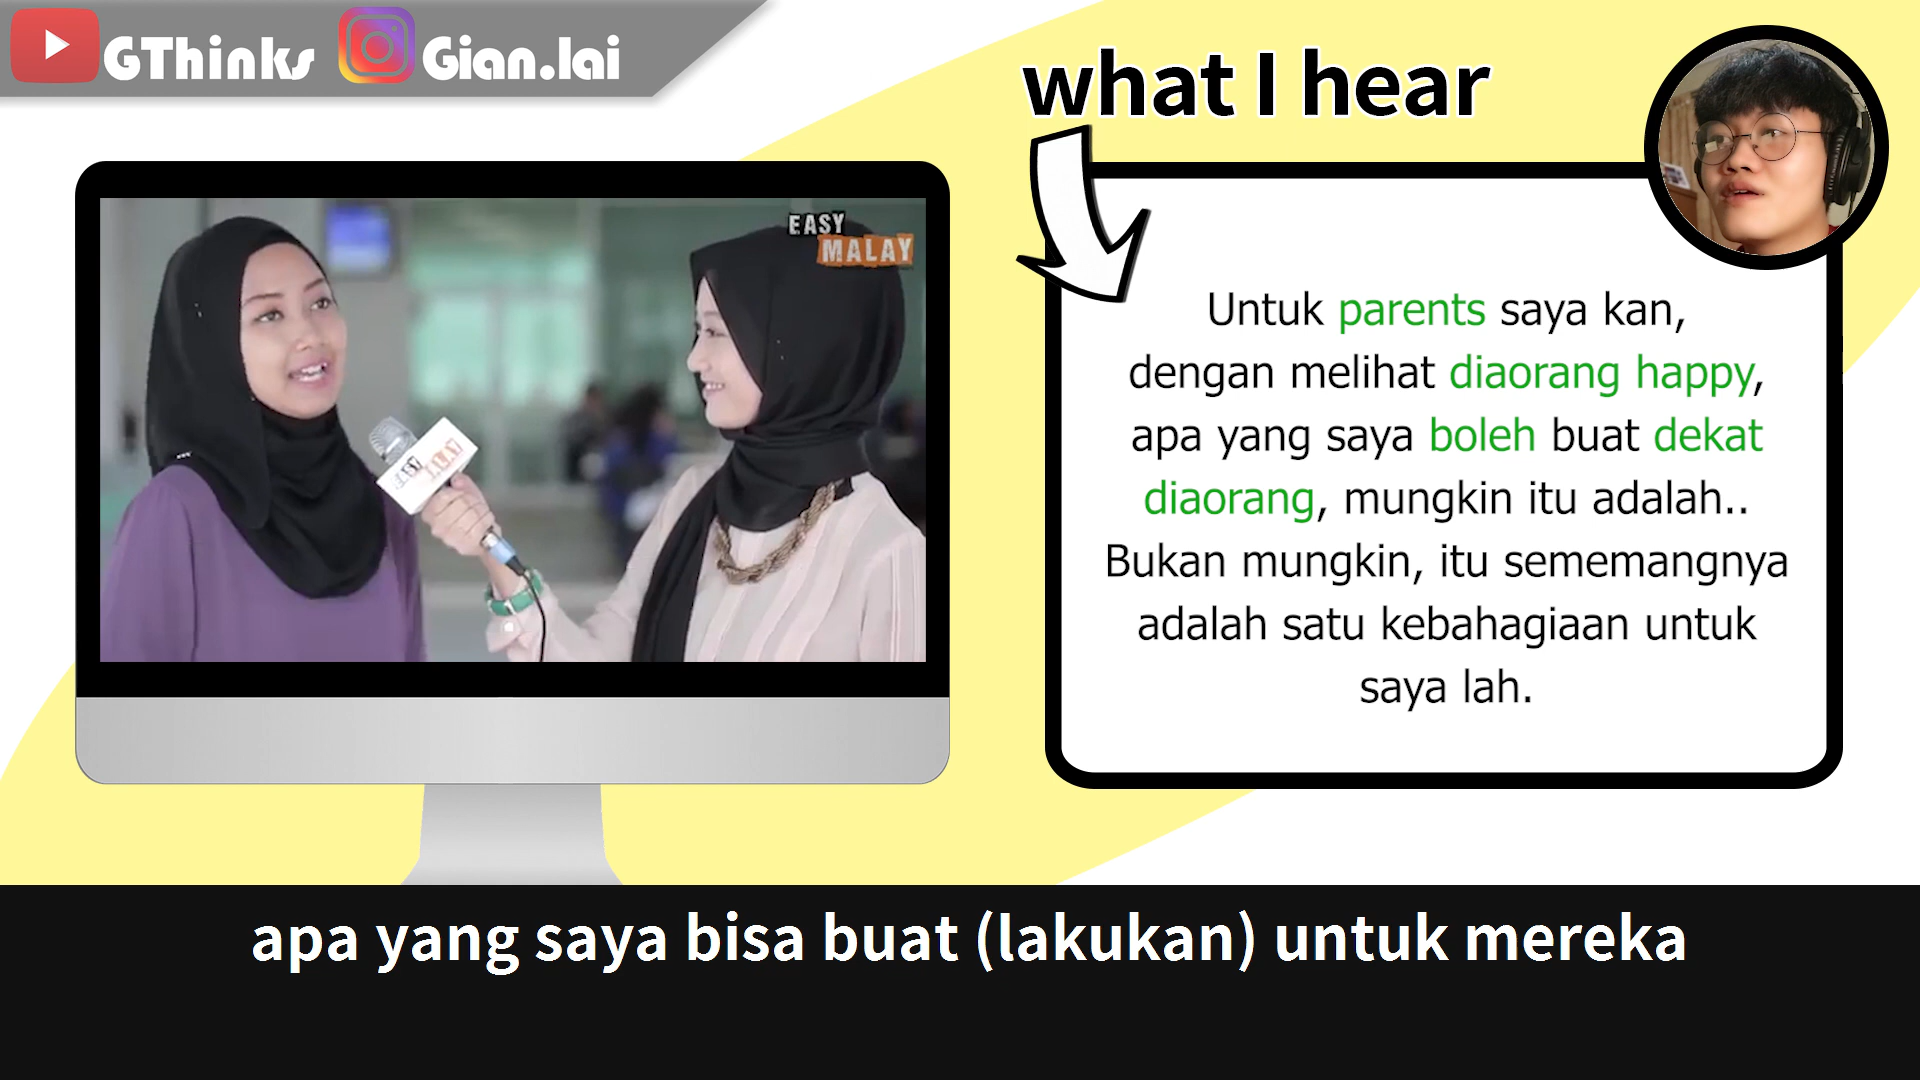 GThinks
Gian.lai
what I hear
EASY
MALAY
EASY
MALAY
Untuk parents saya kan,
dengan melihat diaorang happy,
apa yang saya boleh buat dekat
diaorang, mungkin itu adalah..
Bukan mungkin, itu sememangnya
adalah satu kebahagiaan untuk
saya lah.
apa yang saya bisa buat (lakukan) untuk mereka